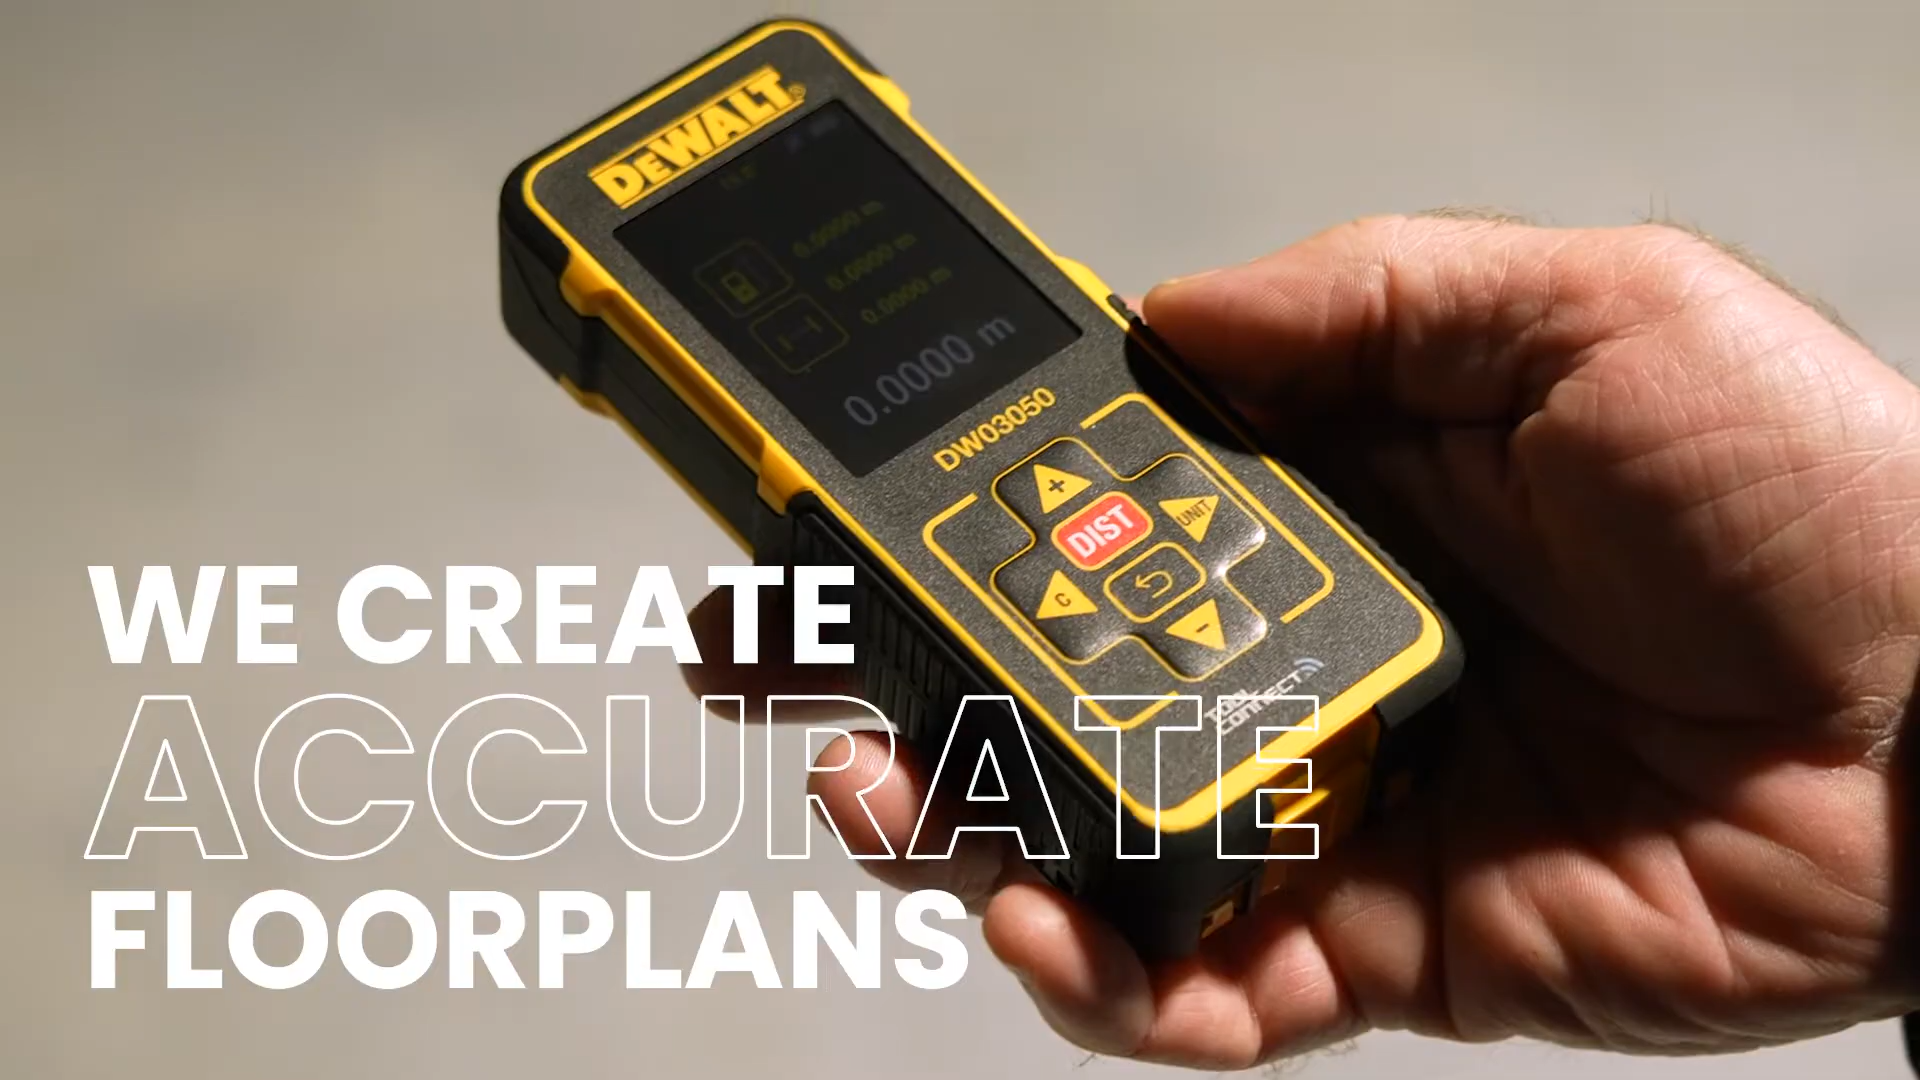 DEWALT®
0.0000 m
0.0000 m
0.0000 m
0.0000 m
DW03050
+
DIST
UNIT
C
-
TOOL
CONNECT
WE CREATE
ACCURATE
FLOORPLANS